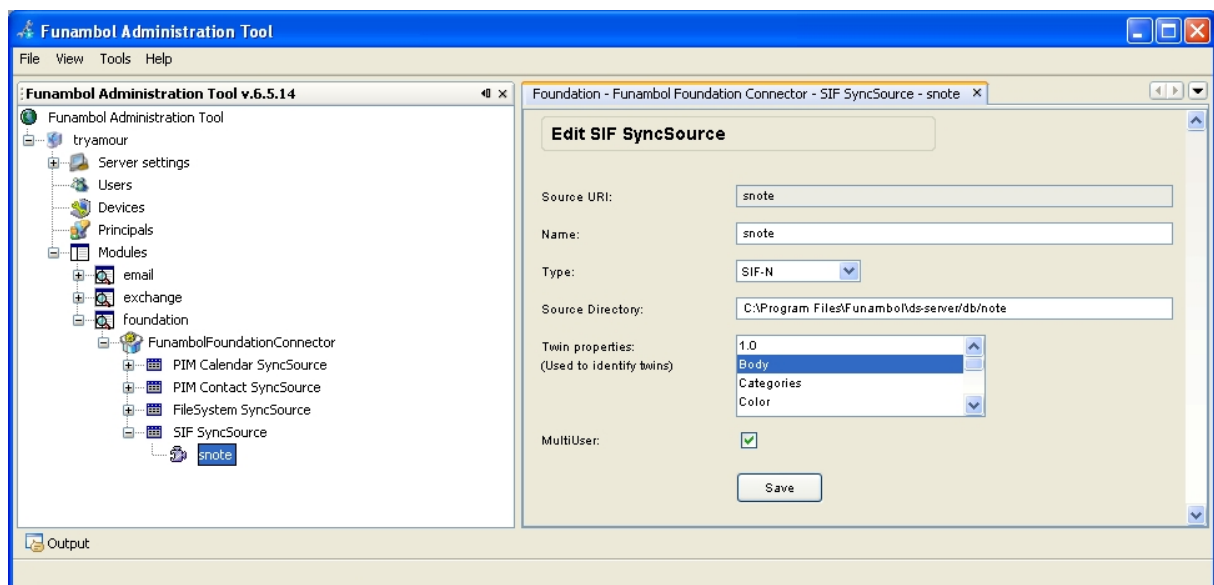 Funambol Administration Tool
File View Tools Help
Funambol Administration Tool v.6.5.14
Funambol Administration Tool
tryamour
Server settings
Users
Devices
Principals
Modules
email
exchange
foundation
FunambolFoundationConnector
PIM Calendar SyncSource
PIM Contact SyncSource
FileSystem SyncSource
SIF SyncSource
snote
Foundation - Funambol Foundation Connector - SIF SyncSource - snote
Edit SIF SyncSource
Source URI: snote
Name: snote
Type: SIF-N
Source Directory: C:\Program Files\Funambol\ds-server/db/note
Twin properties:
(Used to identify twins)
1.0
Body
Categories
Color
MultiUser:
Save
Output